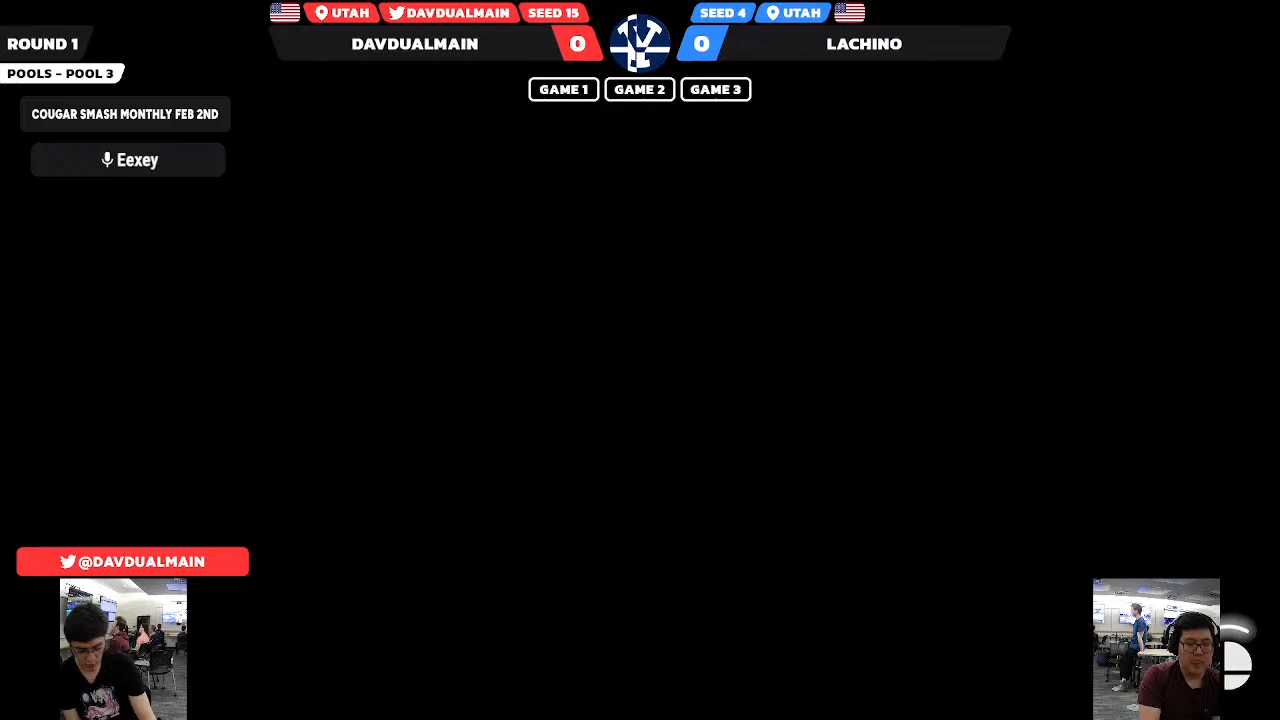 UTAH DAVDUALMAIN SEED 15 SEED 4 UTAH
ROUND 1 DAVDUALMAIN 0 0 LACHINO
POOLS - POOL 3
GAME 1 GAME 2 GAME 3
COUGAR SMASH MONTHLY FEB 2ND
Eexey
@DAVDUALMAIN